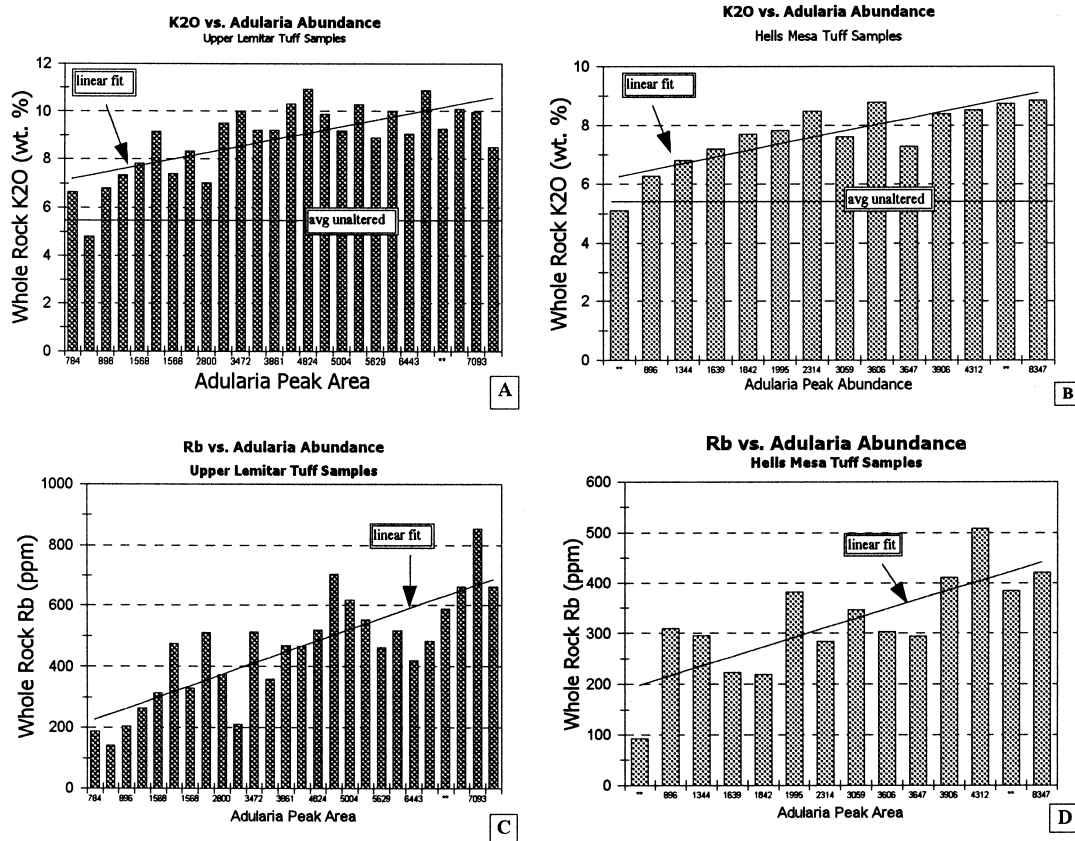 K2O vs. Adularia Abundance
Upper Lemitar Tuff Samples
Whole Rock K2O (wt. %)
12
10
8
6
4
2
0
linear fit
avg unaltered
784 896 1568 1568 2800 3472 3861 4824 5004 5829 6443 ** 7093
Adularia Peak Area
A
K2O vs. Adularia Abundance
Hells Mesa Tuff Samples
Whole Rock K2O (wt. %)
10
8
6
4
2
0
linear fit
avg unaltered
** 896 1344 1639 1842 1995 2314 3059 3606 3647 3906 4312 ** 8347
Adularia Peak Abundance
B
Rb vs. Adularia Abundance
Upper Lemitar Tuff Samples
Whole Rock Rb (ppm)
1000
800
600
400
200
0
linear fit
784 896 1568 1568 2800 3472 3861 4824 5004 5629 6443 ** 7093
Adularia Peak Area
C
Rb vs. Adularia Abundance
Hells Mesa Tuff Samples
Whole Rock Rb (ppm)
600
500
400
300
200
100
0
linear fit
** 896 1344 1639 1842 1995 2314 3059 3606 3647 3906 4312 ** 8347
Adularia Peak Area
D